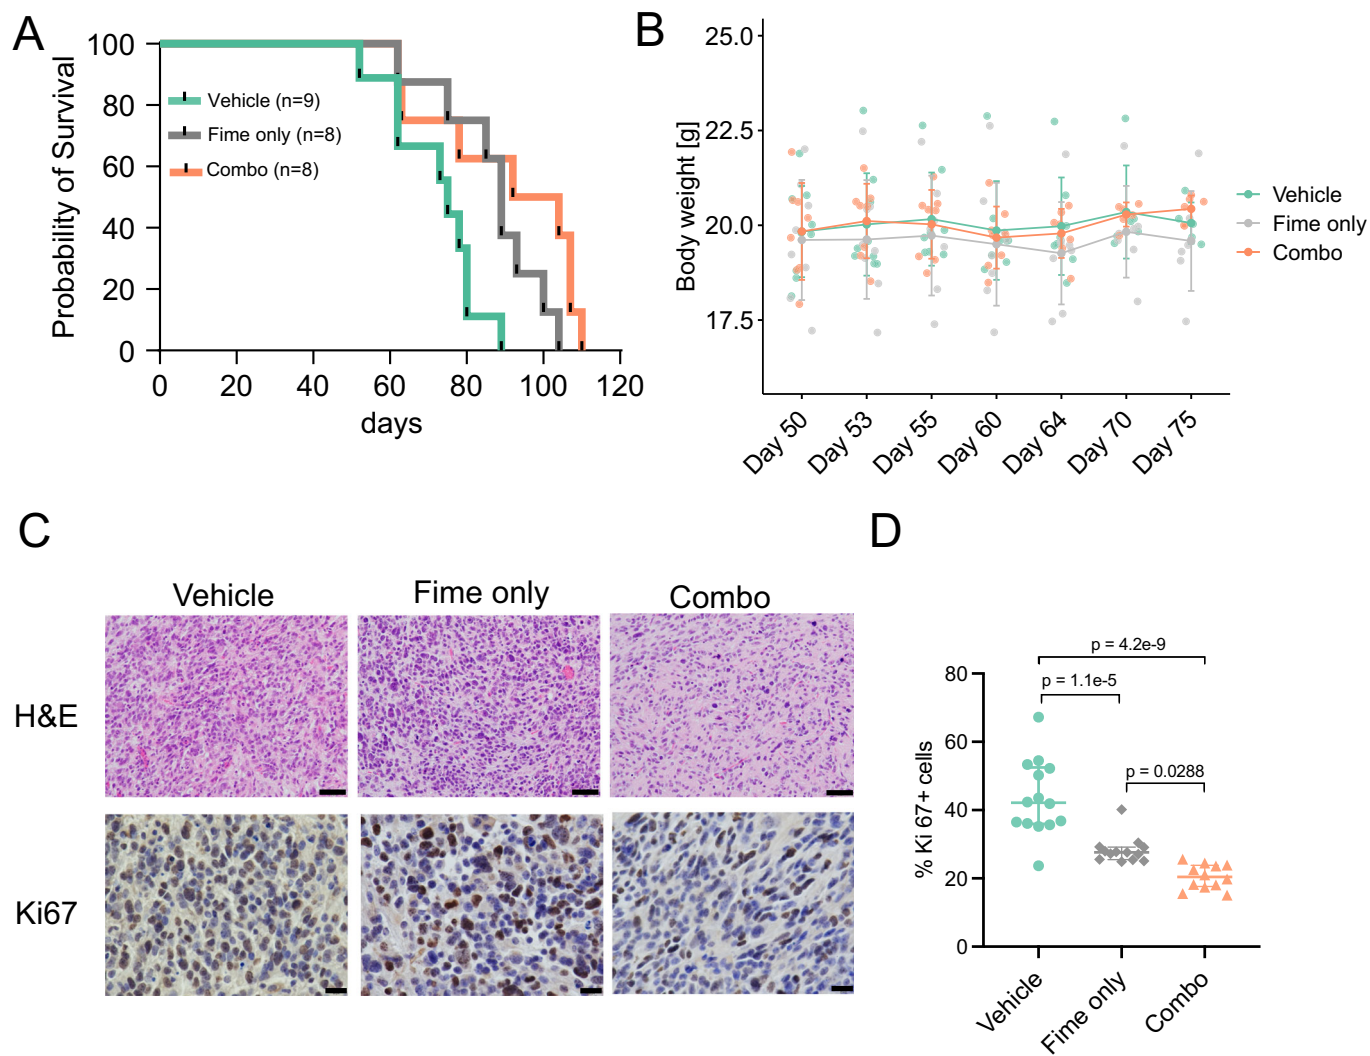 A
Probability of Survival
100
80
60
40
20
0
Vehicle (n=9)
Fime only (n=8)
Combo (n=8)
0 20 40 60 80 100 120
days
B
Body weight [g]
25.0
22.5
20.0
17.5
Day 50 Day 53 Day 55 Day 60 Day 64 Day 70 Day 75
Vehicle
Fime only
Combo
C
Vehicle Fime only Combo
H&E
Ki67
D
% Ki 67+ cells
80
60
40
20
0
p = 4.2e-9
p = 1.1e-5
p = 0.0288
Vehicle Fime only Combo